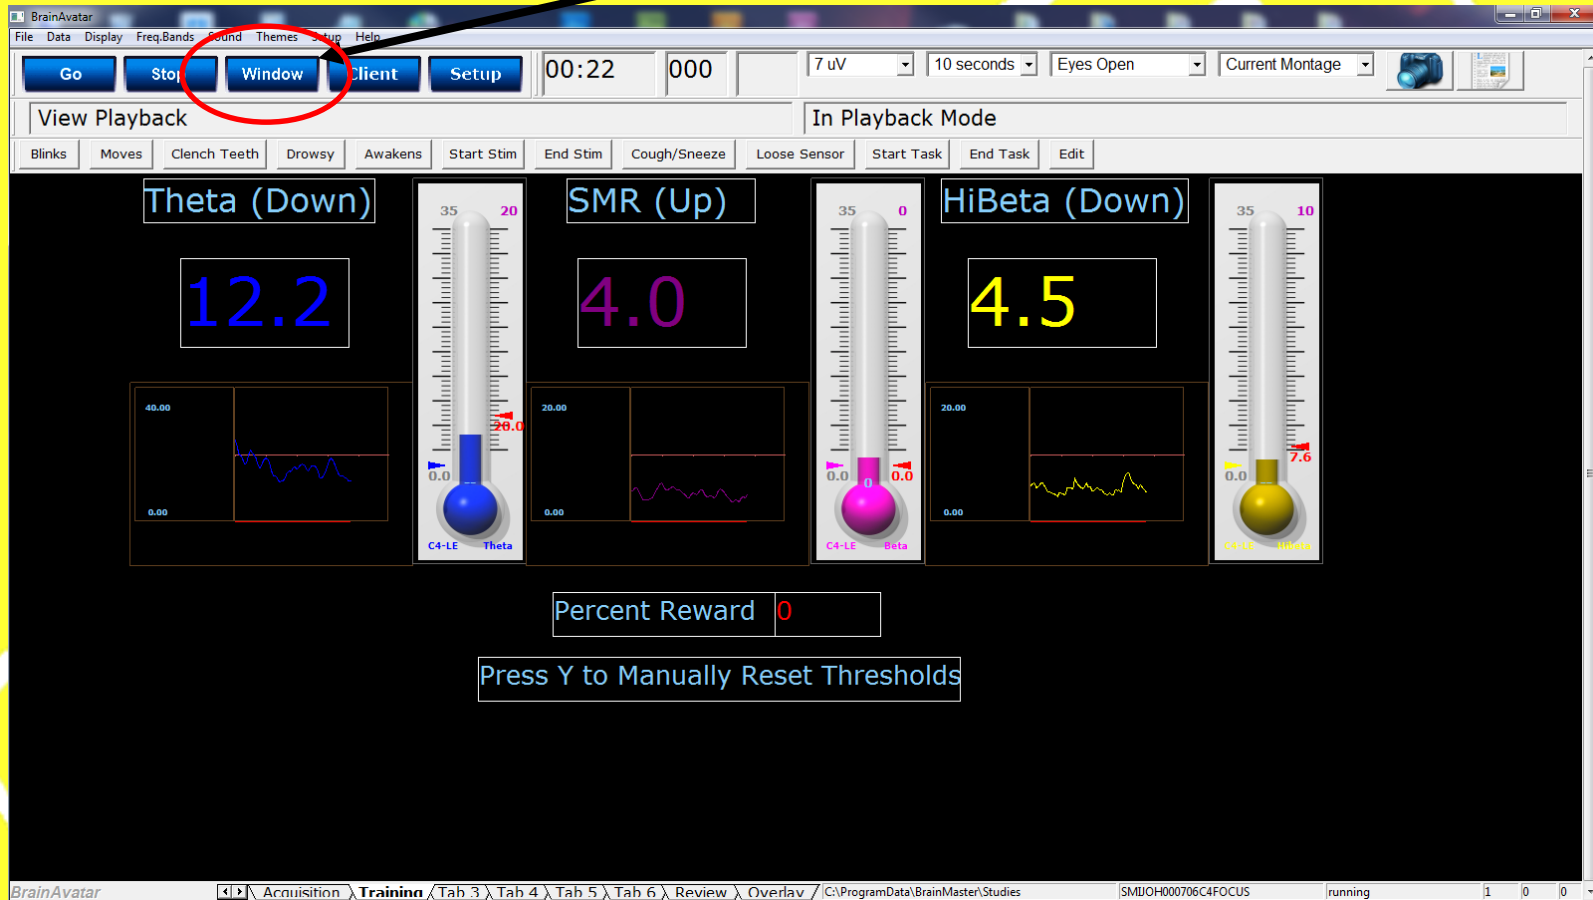 BrainAvatar
File Data Display Freq.Bands Sound Themes Setup Help
Go Stop Window Client Setup 00:22 000 7 uV 10 seconds Eyes Open Current Montage
View Playback In Playback Mode
Blinks Moves Clench Teeth Drowsy Awakens Start Stim End Stim Cough/Sneeze Loose Sensor Start Task End Task Edit
Theta (Down) SMR (Up) HiBeta (Down)
35 20 35 0 35 10
12.2 4.0 4.5
40.00 20.00 20.00
20.0 7.6
0.0 0.0 0 0.0 0.0
0.00 0.00 0.00
C4-LE Theta C4-LE Beta C4-LE Hibeta
Percent Reward 0
Press Y to Manually Reset Thresholds
BrainAvatar Acquisition Training Tab 3 Tab 4 Tab 5 Tab 6 Review Overlay C:\ProgramData\BrainMaster\Studies SMIJOH000706C4FOCUS running 1 0 0